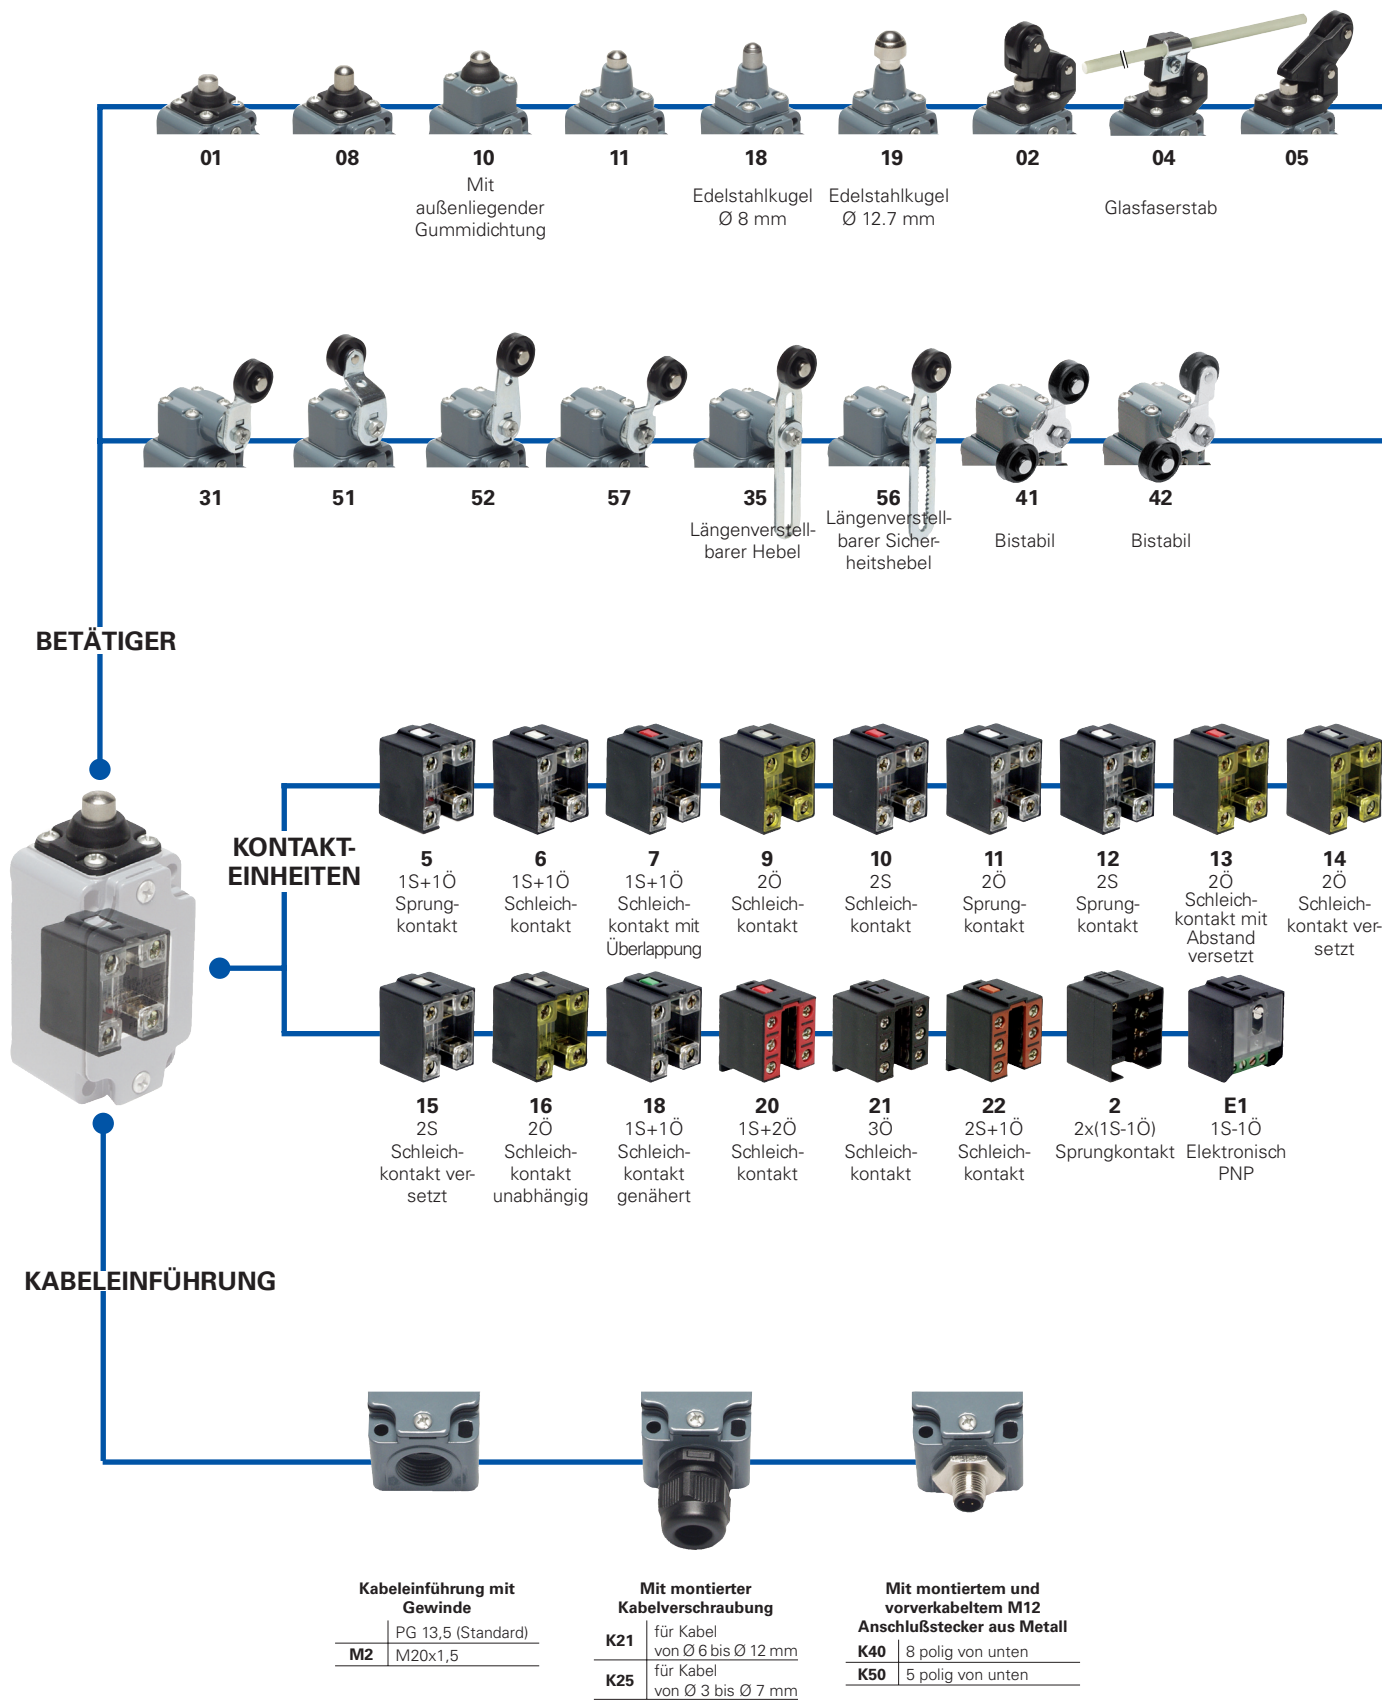 01
08
10
11
18
19
02
04
05
Mit
außenliegender
Gummidichtung
Edelstahlkugel
Ø 8 mm
Edelstahlkugel
Ø 12.7 mm
Glasfaserstab
31
51
52
57
35
56
41
42
Längenverstell-
barer Hebel
Längenverstell-
barer Sicher-
heitshebel
Bistabil
Bistabil
BETÄTIGER
KONTAKT-
EINHEITEN
5
1S+1Ö
Sprung-
kontakt
6
1S+1Ö
Schleich-
kontakt
7
1S+1Ö
Schleich-
kontakt mit
Überlappung
9
2Ö
Schleich-
kontakt
10
2S
Schleich-
kontakt
11
2Ö
Sprung-
kontakt
12
2S
Sprung-
kontakt
13
2Ö
Schleich-
kontakt mit
Abstand
versetzt
14
2Ö
Schleich-
kontakt ver-
setzt
15
2S
Schleich-
kontakt ver-
setzt
16
2Ö
Schleich-
kontakt
unabhängig
18
1S+1Ö
Schleich-
kontakt
genähert
20
1S+2Ö
Schleich-
kontakt
21
3Ö
Schleich-
kontakt
22
2S+1Ö
Schleich-
kontakt
2
2x(1S-1Ö)
Sprungkontakt
E1
1S-1Ö
Elektronisch
PNP
KABELEINFÜHRUNG
Kabeleinführung mit
Gewinde
PG 13,5 (Standard)
M2 M20x1,5
Mit montierter
Kabelverschraubung
K21 für Kabel
von Ø 6 bis Ø 12 mm
K25 für Kabel
von Ø 3 bis Ø 7 mm
Mit montiertem und
vorverkabeltem M12
Anschlußstecker aus Metall
K40 8 polig von unten
K50 5 polig von unten